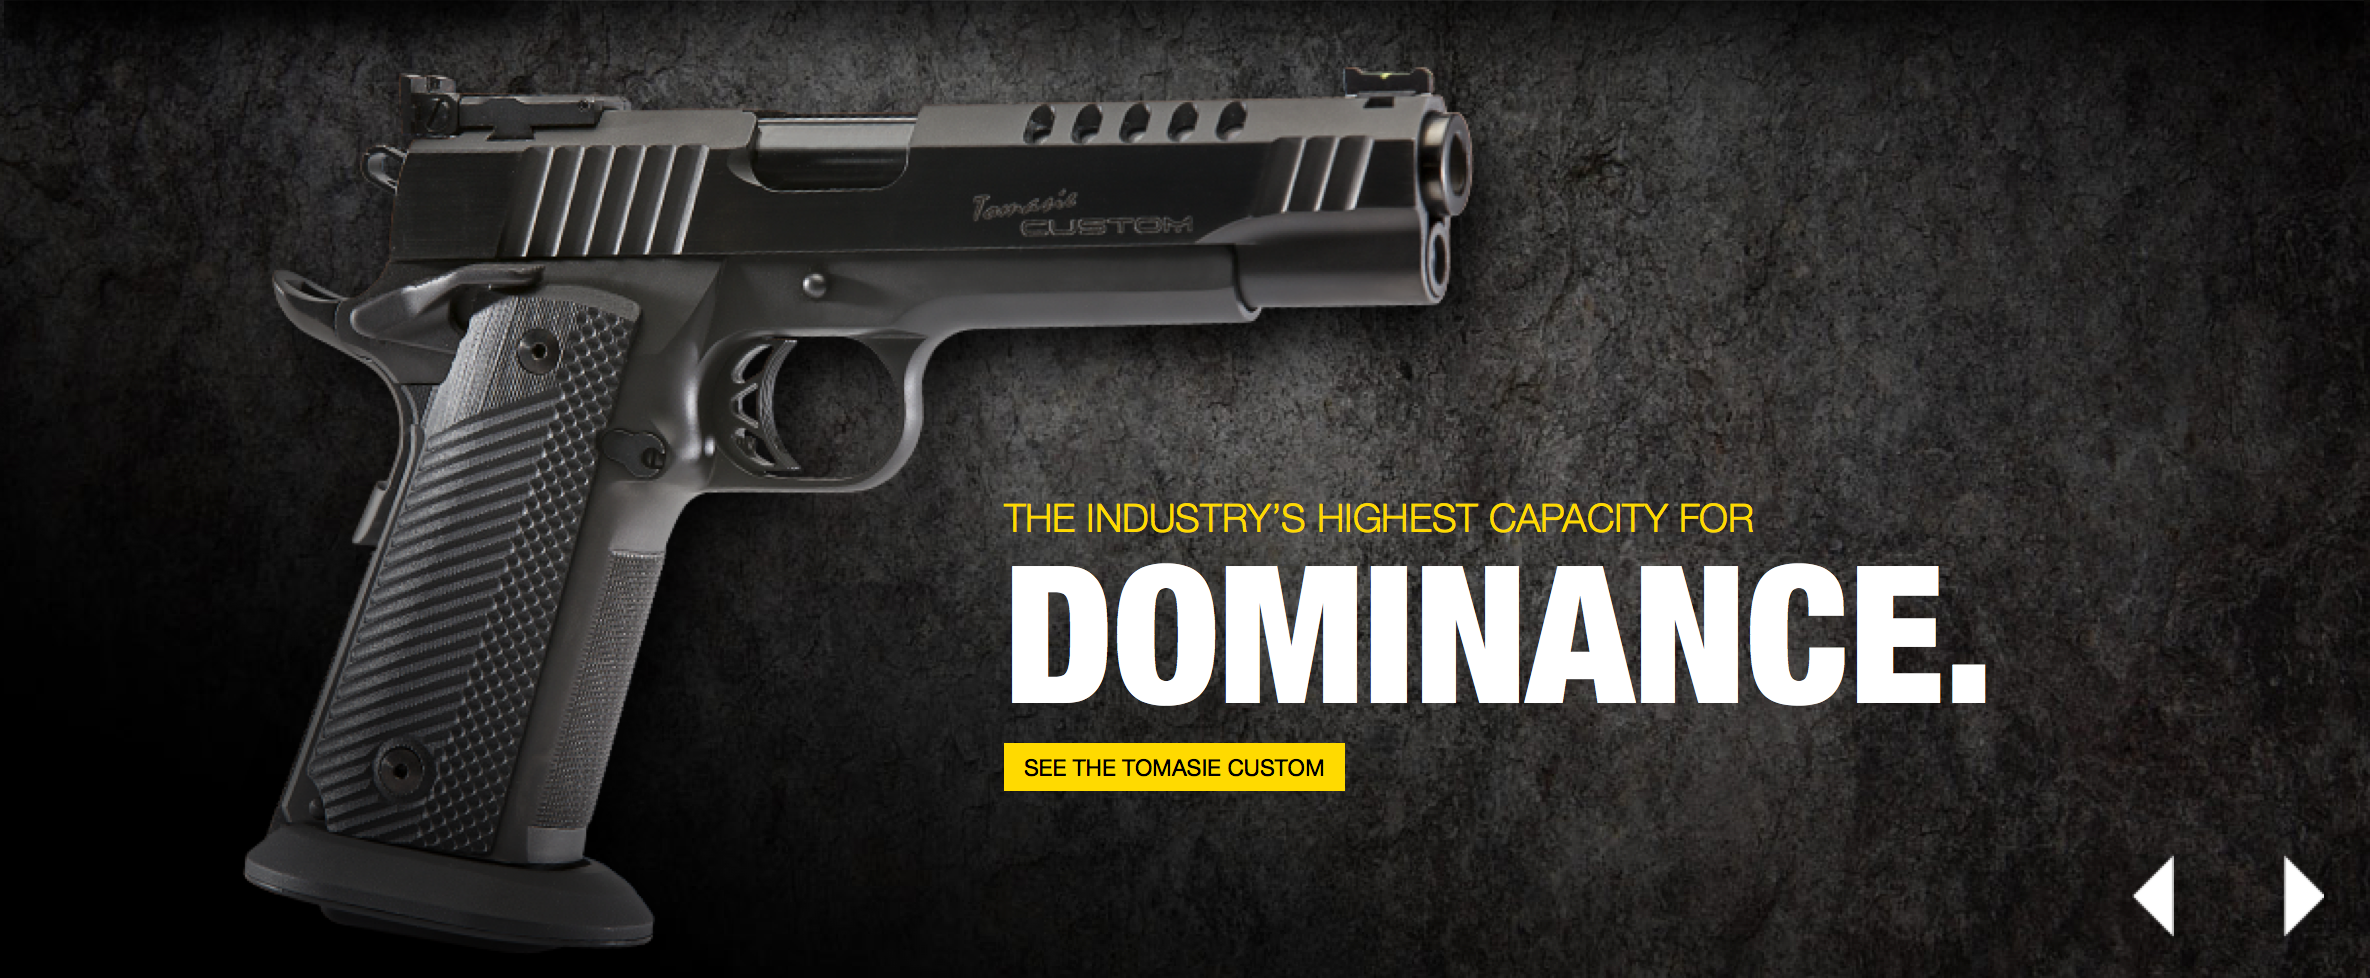 Tomasie
CUSTOM
THE INDUSTRY'S HIGHEST CAPACITY FOR
DOMINANCE.
SEE THE TOMASIE CUSTOM